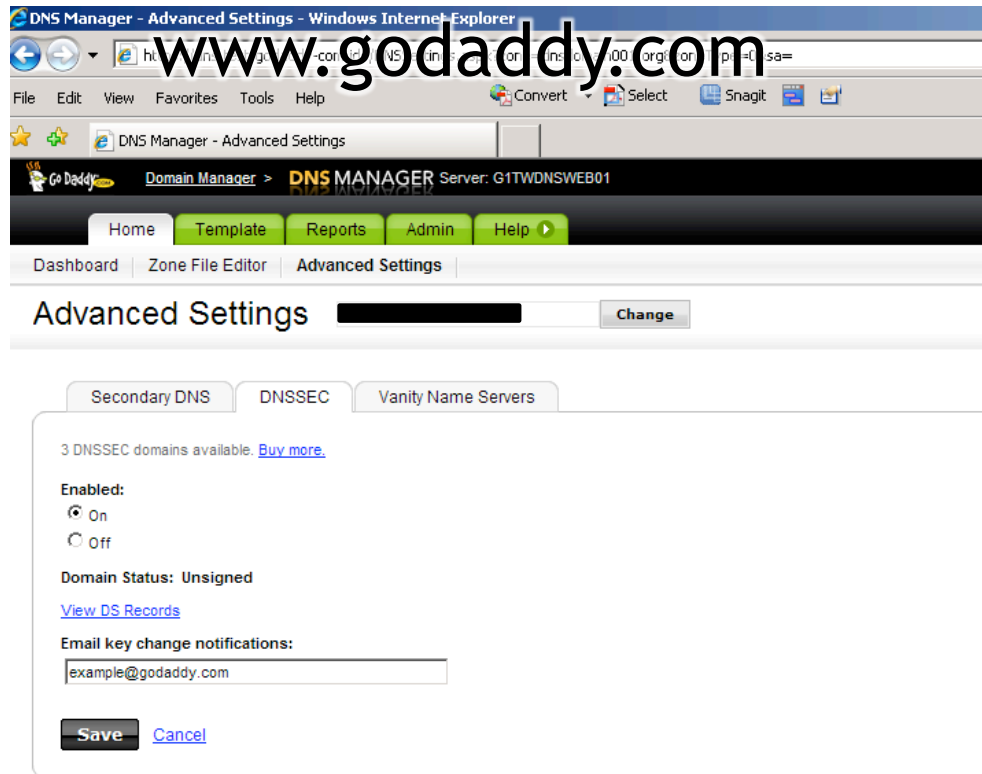 DNS Manager - Advanced Settings - Windows Internet Explorer
www.godaddy.com
File Edit View Favorites Tools Help Convert Select Snagit
DNS Manager - Advanced Settings
Go Daddy.com Domain Manager > DNS MANAGER Server: G1TWDNSWEB01
Home Template Reports Admin Help
Dashboard Zone File Editor Advanced Settings
Advanced Settings Change
Secondary DNS DNSSEC Vanity Name Servers
3 DNSSEC domains available. Buy more.
Enabled:
On
Off
Domain Status: Unsigned
View DS Records
Email key change notifications:
example@godaddy.com
Save Cancel